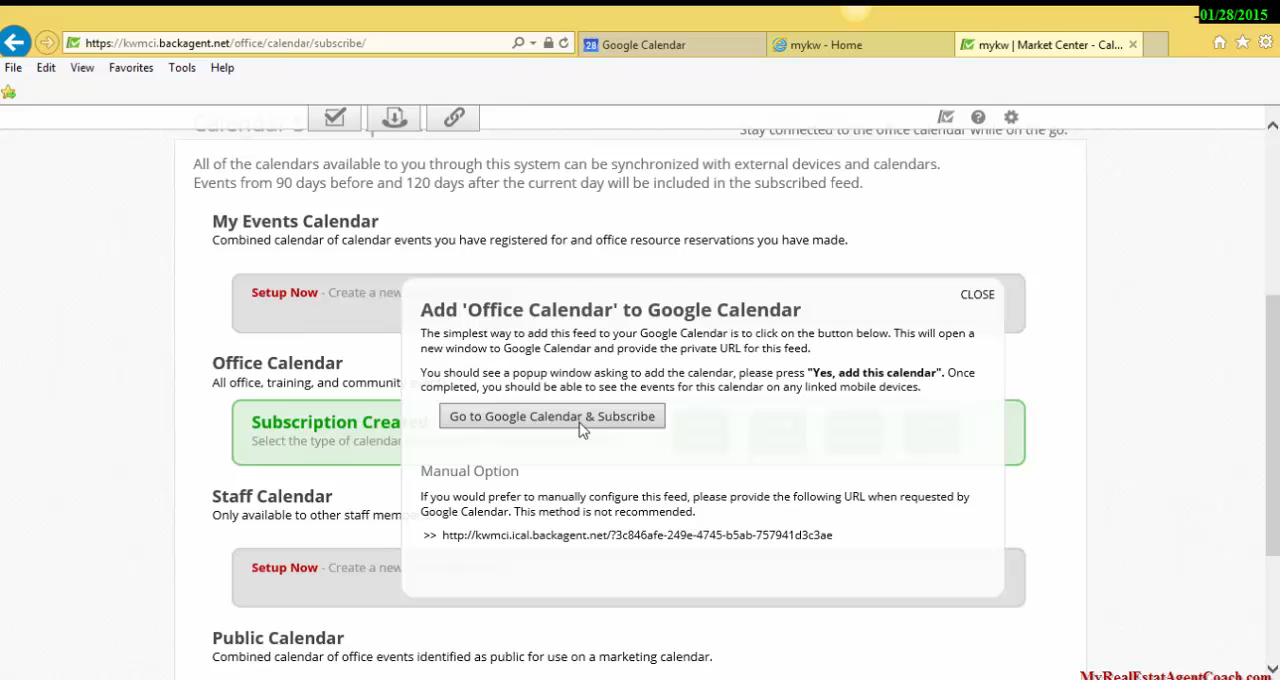 -01/28/2015
https://kwmci.backagent.net/office/calendar/subscribe/
28 Google Calendar
mykw - Home
mykw | Market Center - Cal...
File Edit View Favorites Tools Help
Stay connected to the office calendar while on the go.
All of the calendars available to you through this system can be synchronized with external devices and calendars.
Events from 90 days before and 120 days after the current day will be included in the subscribed feed.
My Events Calendar
Combined calendar of calendar events you have registered for and office resource reservations you have made.
Setup Now - Create a new
CLOSE
Add 'Office Calendar' to Google Calendar
The simplest way to add this feed to your Google Calendar is to click on the button below. This will open a
new window to Google Calendar and provide the private URL for this feed.
You should see a popup window asking to add the calendar, please press "Yes, add this calendar". Once
completed, you should be able to see the events for this calendar on any linked mobile devices.
Go to Google Calendar & Subscribe
Manual Option
If you would prefer to manually configure this feed, please provide the following URL when requested by
Google Calendar. This method is not recommended.
>> http://kwmci.ical.backagent.net/?3c846afe-249e-4745-b5ab-757941d3c3ae
Office Calendar
All office, training, and community
Subscription Crea
Select the type of calenda
Staff Calendar
Only available to other staff mem
Setup Now - Create a new
Public Calendar
Combined calendar of office events identified as public for use on a marketing calendar.
MyRealEstatAgentCoach.com